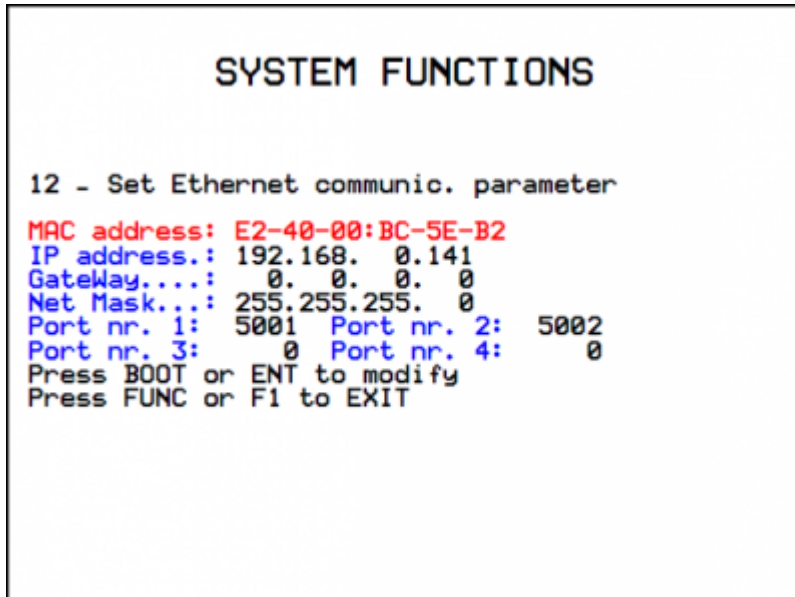 SYSTEM FUNCTIONS
12 - Set Ethernet communic. parameter
MAC address: E2-40-00:BC-5E-B2
IP address.: 192.168.  0.141
GateWay....:   0.  0.  0.  0
Net Mask...: 255.255.255.  0
Port nr. 1:  5001  Port nr. 2:  5002
Port nr. 3:     0  Port nr. 4:     0
Press BOOT or ENT to modify
Press FUNC or F1 to EXIT